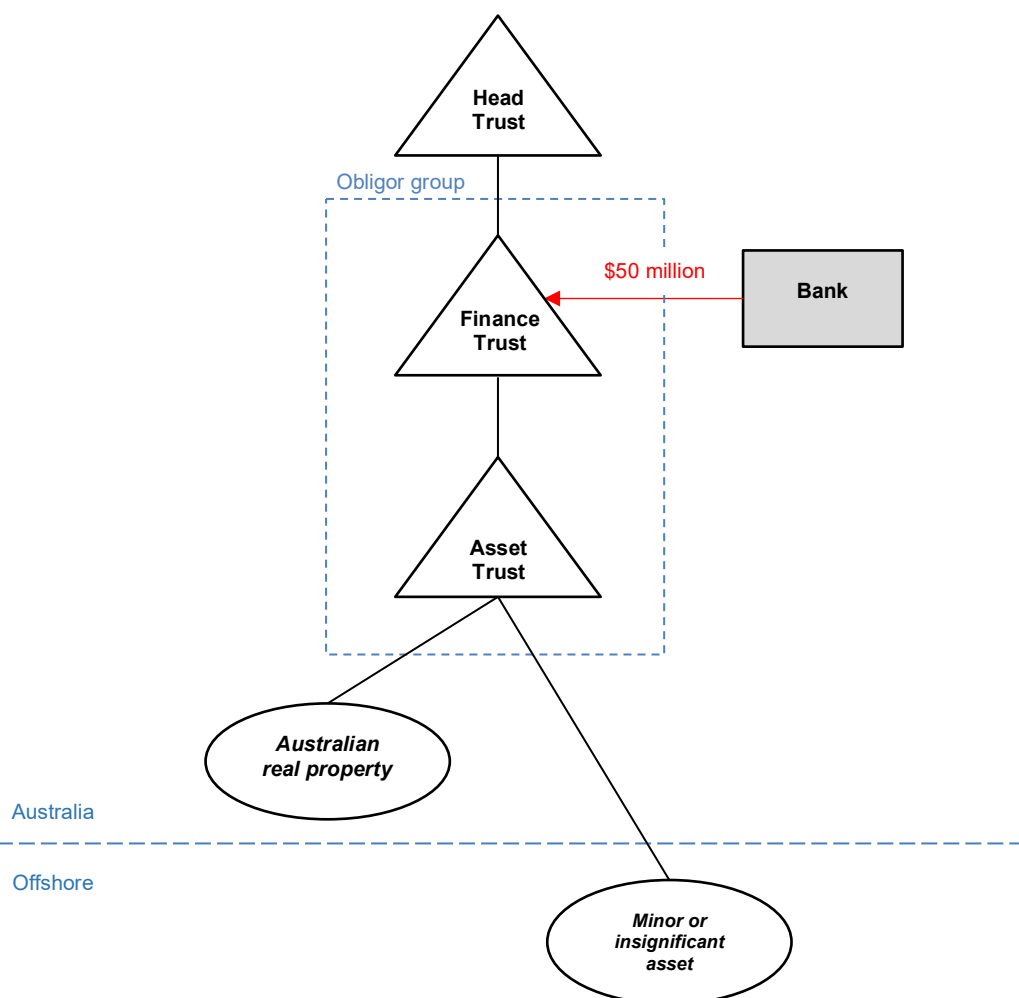 Head
Trust
Obligor group
$50 million
Bank
Finance
Trust
Asset
Trust
Australian
real property
Australia
Offshore
Minor or
insignificant
asset